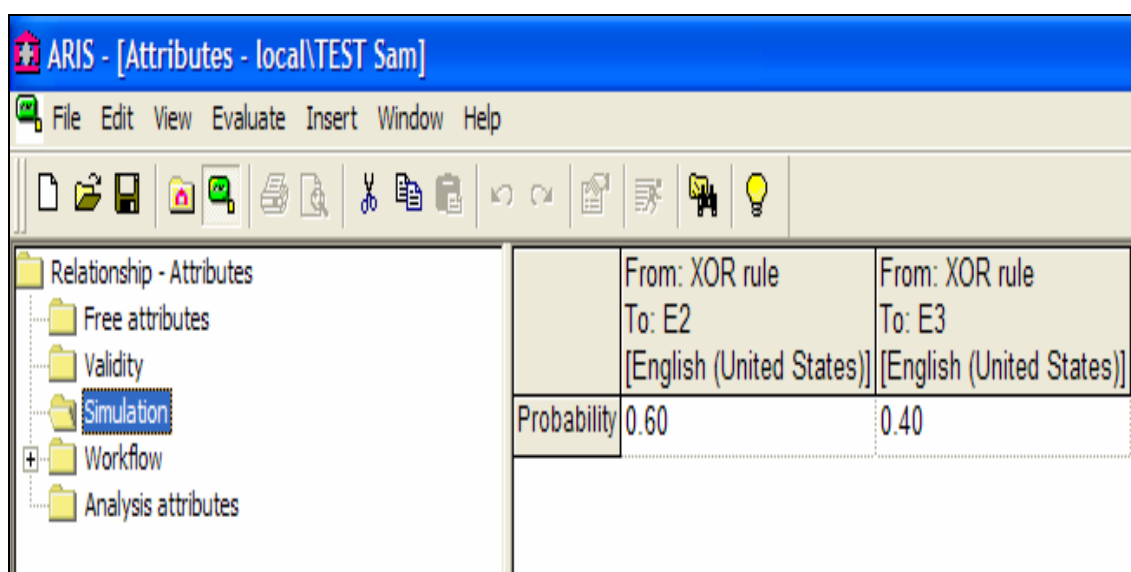 ARIS - [Attributes - local\TEST Sam]
File Edit View Evaluate Insert Window Help
Relationship - Attributes
Free attributes
Validity
Simulation
Workflow
Analysis attributes
From: XOR rule
To: E2
[English (United States)]
From: XOR rule
To: E3
[English (United States)]
Probability 0.60 0.40